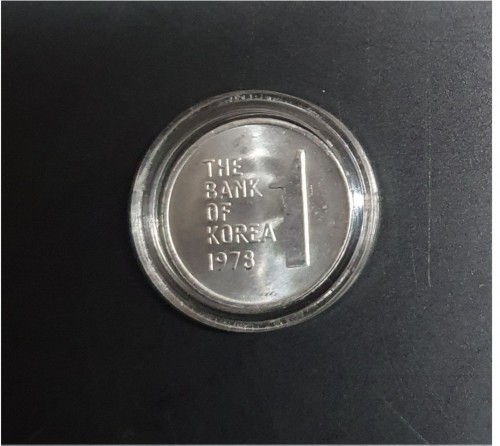 THE
BANK
OF
KOREA
1978
1